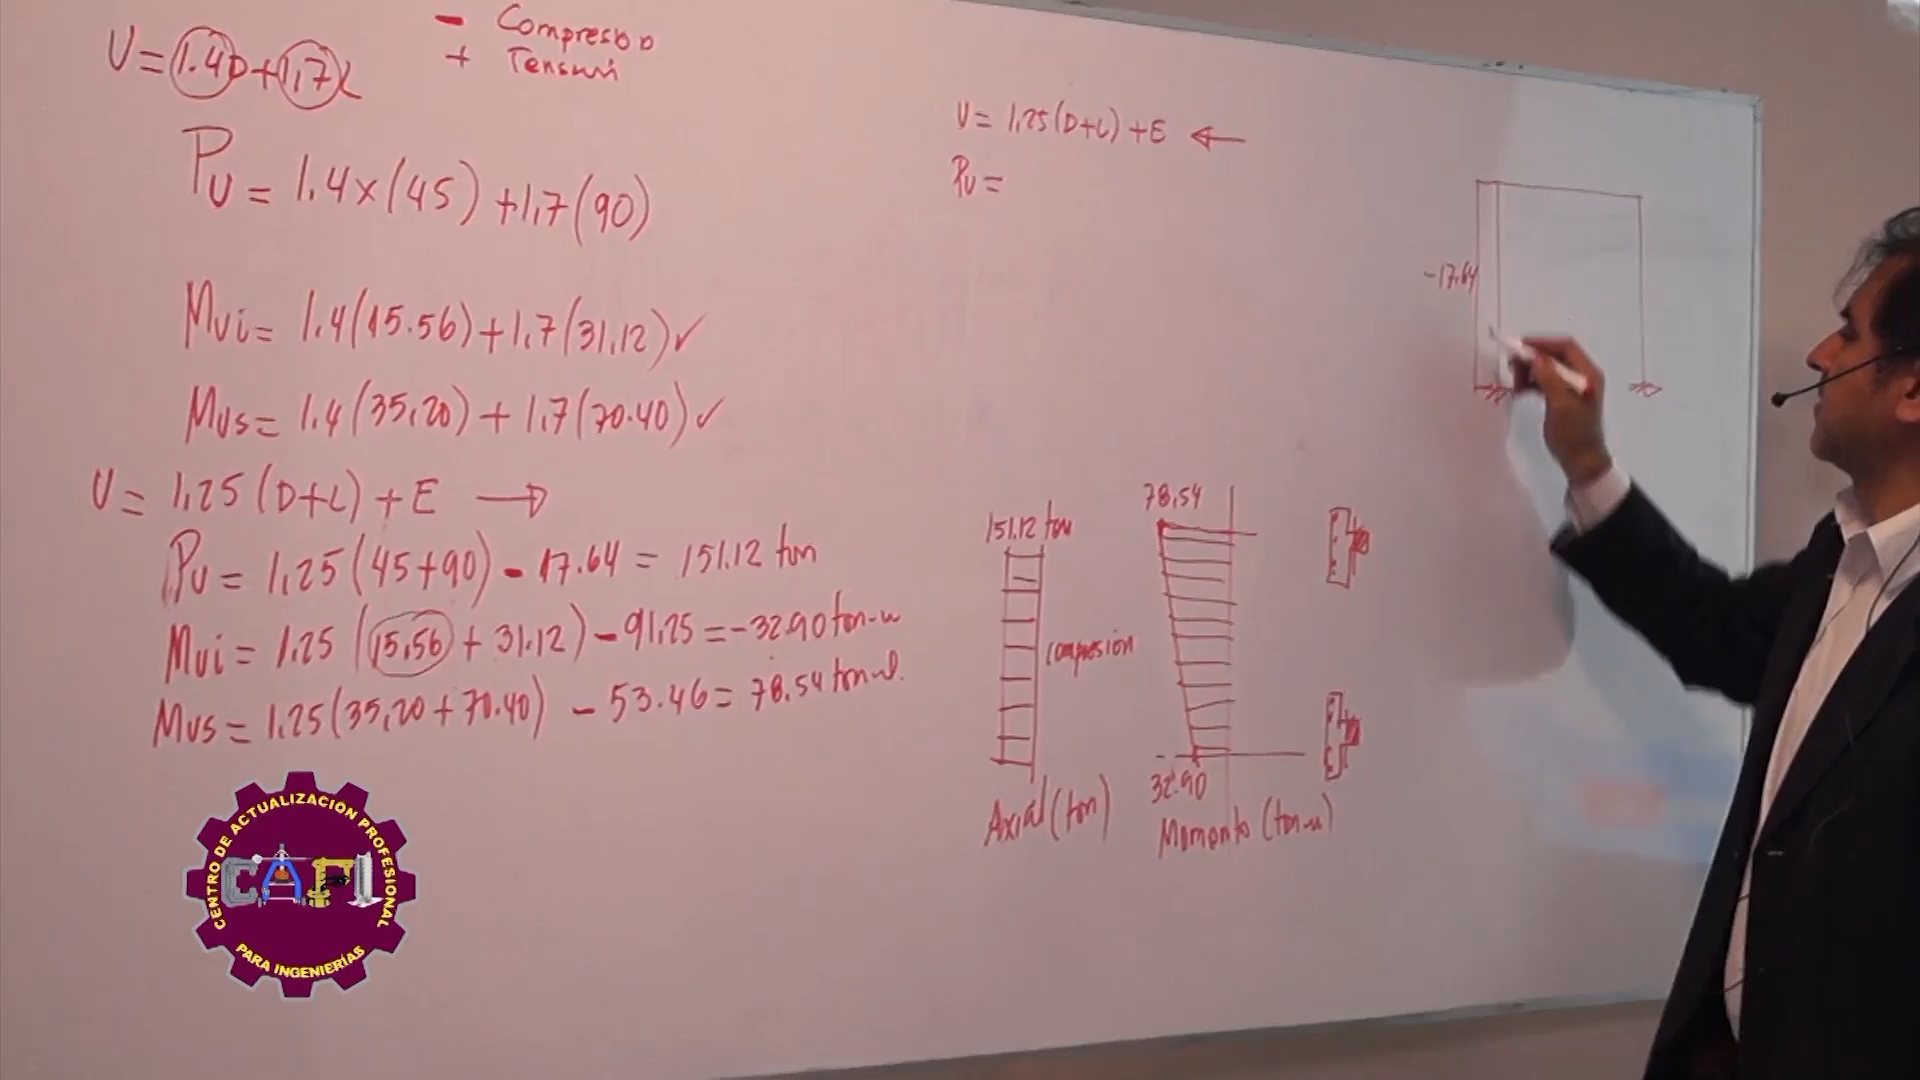 U = 1.4D+1,7L
- Compresoo
+ Tensión
PU = 1.4x(45) +1,7(90)
MUi = 1.4(15.56)+1.7(31,12)✓
MUs = 1.4(35,20) + 1.7(70.40)✓
U = 1,25 (D+L) + E →
PU = 1,25(45+90) - 17.64 = 151.12 ton
MUi = 1.25 (15,56 + 31.12) - 91,25 = -32.90 ton-m
MUs = 1.25(35,20+70.40) - 53.46 = 78.54 ton-m.
U = 1,25(D+L) +E ←
PU =
-17.64
151.12 ton
compresión
Axial (ton)
78,54
32.90
Momento (ton-m)
CENTRO DE ACTUALIZACIÓN PROFESIONAL
CAPI
PARA INGENIERÍAS